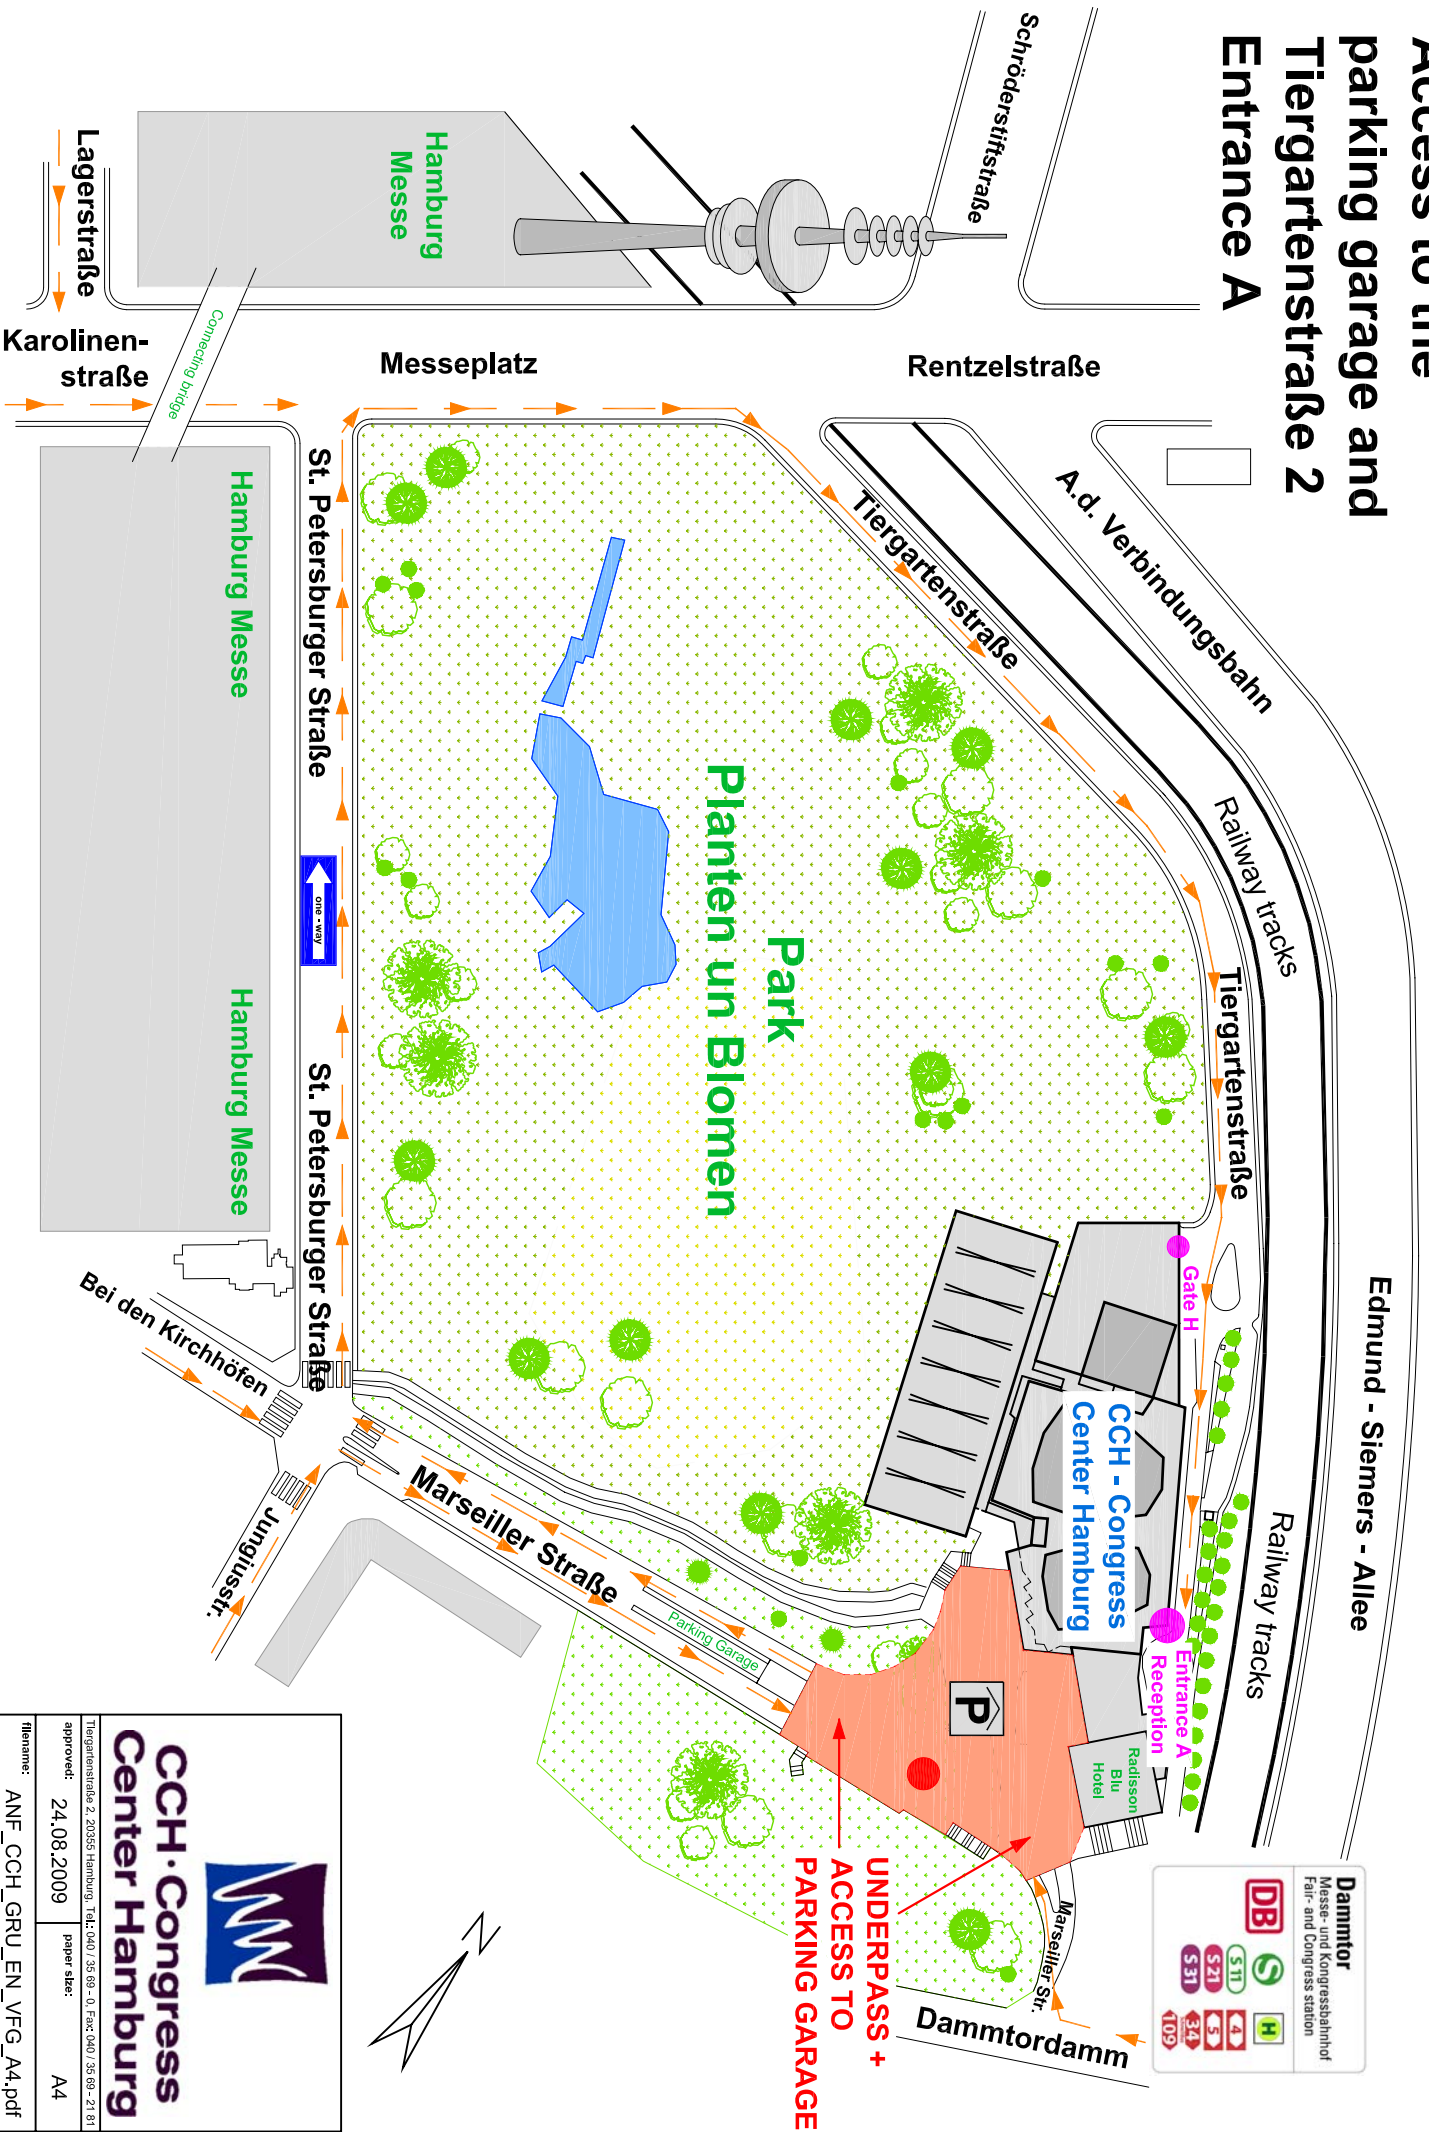 Access to the
parking garage and
Tiergartenstraße 2
Entrance A
Schröderstiftstraße
Hamburg
Messe
Lagerstraße
Karolinen-
straße
Connecting bridge
Messeplatz
Rentzelstraße
A.d. Verbindungsbahn
Tiergartenstraße
Railway tracks
Tiergartenstraße
Edmund - Siemers - Allee
Railway tracks
Hamburg Messe
Hamburg Messe
St. Petersburger Straße
one - way
St. Petersburger Straße
Park
Planten un Blomen
Gate H
CCH - Congress
Center Hamburg
Entrance A
Reception
Radisson
Blu
Hotel
P
Bei den Kirchhöfen
Jungiusstr.
Marseiller Straße
Parking Garage
UNDERPASS +
ACCESS TO
PARKING GARAGE
Marseiller Str.
Dammtordamm
Dammtor
Messe- und Kongressbahnhof
Fair- and Congress station
DB
S
H
S 11
S 21
S 31
4
5
34
109
N
CCH·Congress
Center Hamburg
Tiergartenstraße 2, 20355 Hamburg, Tel.: 040 / 35 69 - 0, Fax: 040 / 35 69 - 21 81
approved: 24.08.2009
paper size: A4
filename: ANF_CCH_GRU_EN_VFG_A4.pdf